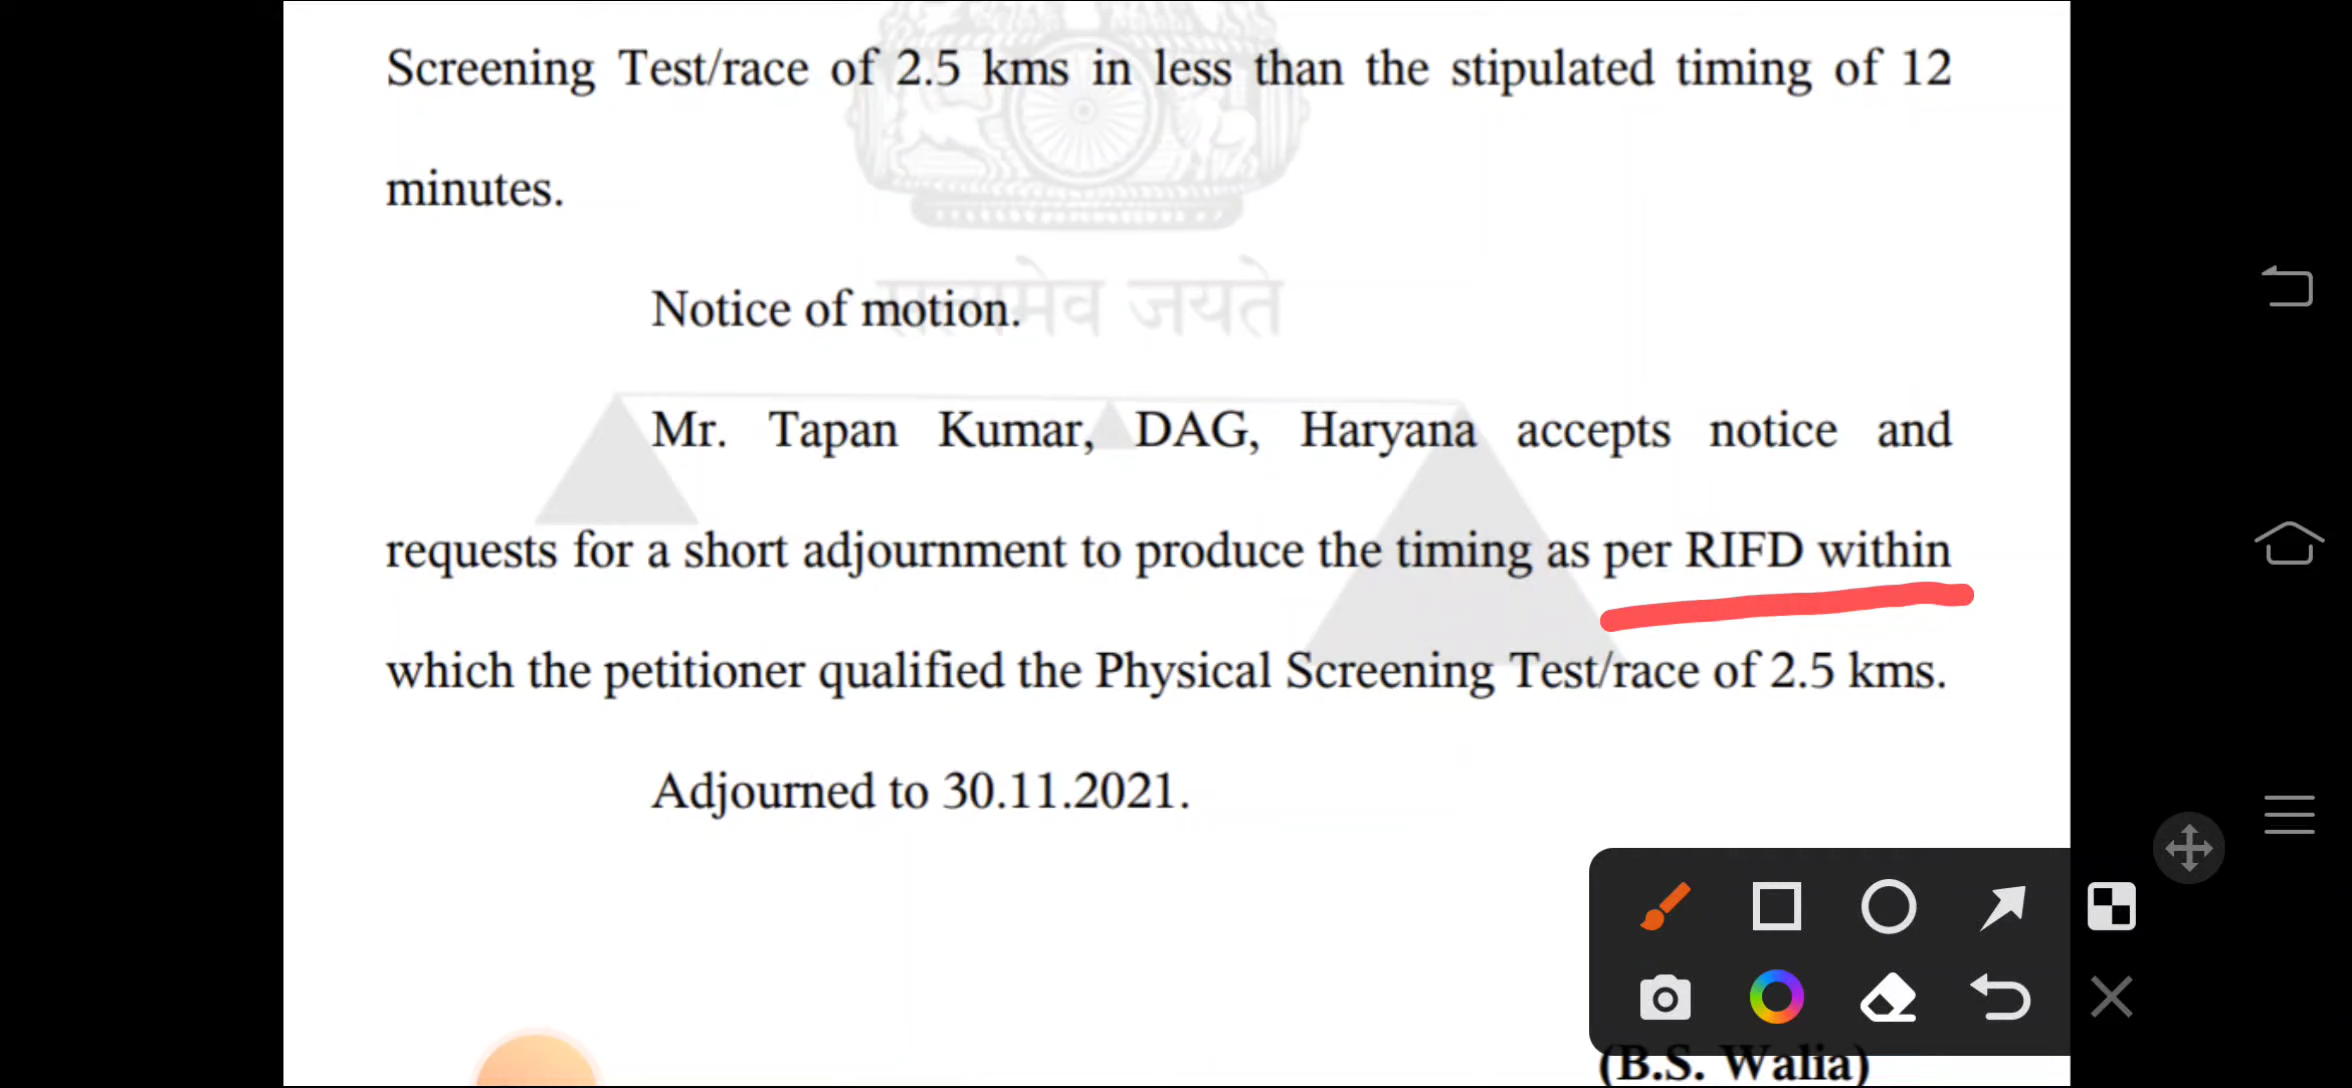 Screening Test/race of 2.5 kms in less than the stipulated timing of 12
minutes.
सत्यमेव जयते
Notice of motion.
Mr. Tapan Kumar, DAG, Haryana accepts notice and
requests for a short adjournment to produce the timing as per RIFD within
which the petitioner qualified the Physical Screening Test/race of 2.5 kms.
Adjourned to 30.11.2021.
(B.S. Walia)